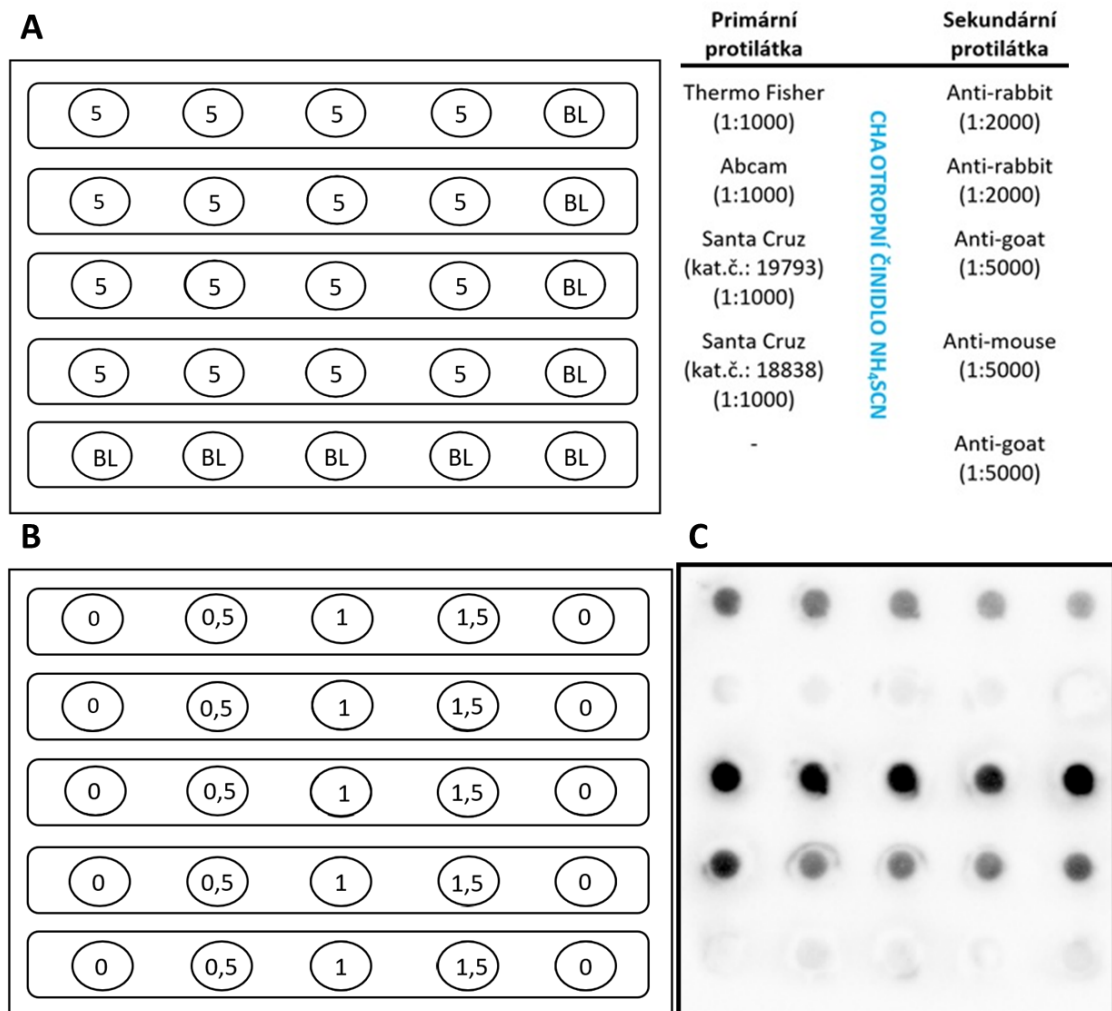 A
5 5 5 5 BL
5 5 5 5 BL
5 5 5 5 BL
5 5 5 5 BL
BL BL BL BL BL
Primární Sekundární
protilátka protilátka
Thermo Fisher Anti-rabbit
(1:1000) (1:2000)
Abcam Anti-rabbit
(1:1000) (1:2000)
Santa Cruz Anti-goat
(kat.č.: 19793) (1:5000)
(1:1000)
Santa Cruz Anti-mouse
(kat.č.: 18838) (1:5000)
(1:1000)
- Anti-goat
(1:5000)
CHAOTROPNÍ ČINIDLO NH₄SCN
B
0 0,5 1 1,5 0
0 0,5 1 1,5 0
0 0,5 1 1,5 0
0 0,5 1 1,5 0
0 0,5 1 1,5 0
C